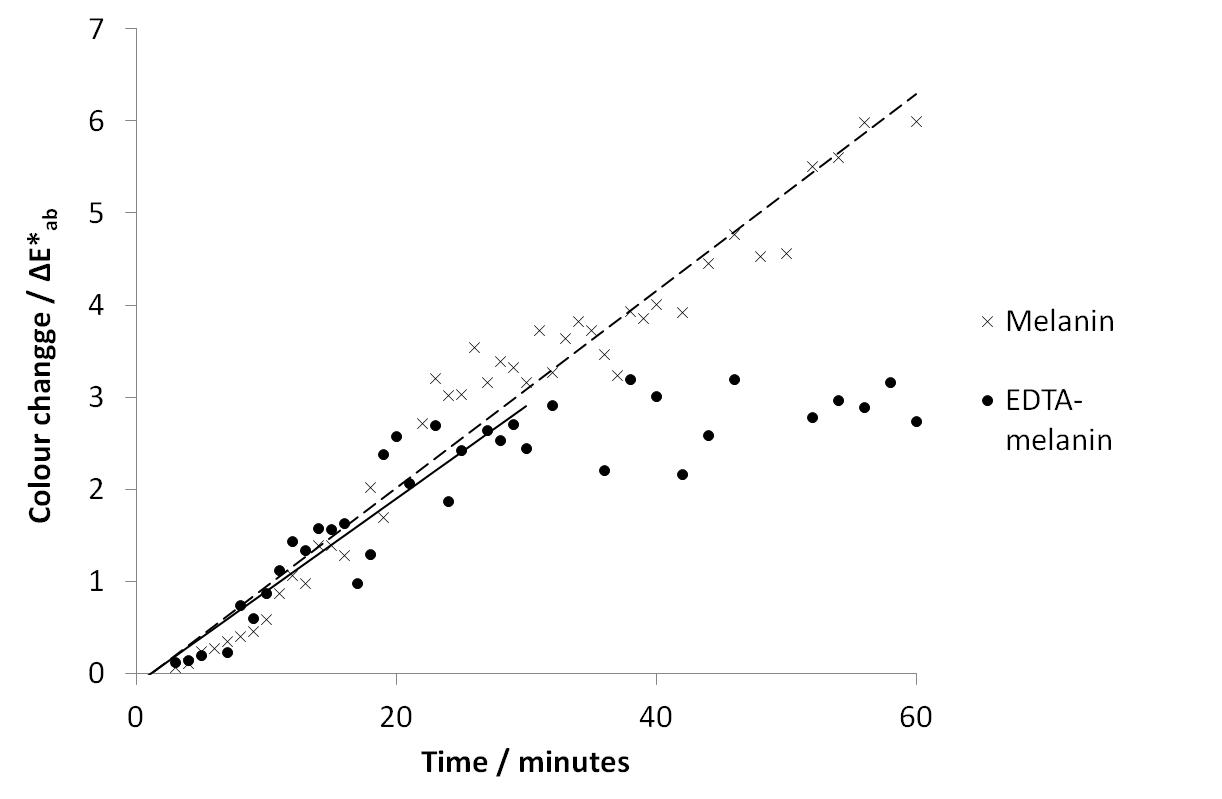 7
6
5
4
3
2
1
0
0 20 40 60
Colour changge / ΔE*ab
Time / minutes
Melanin
EDTA-
melanin